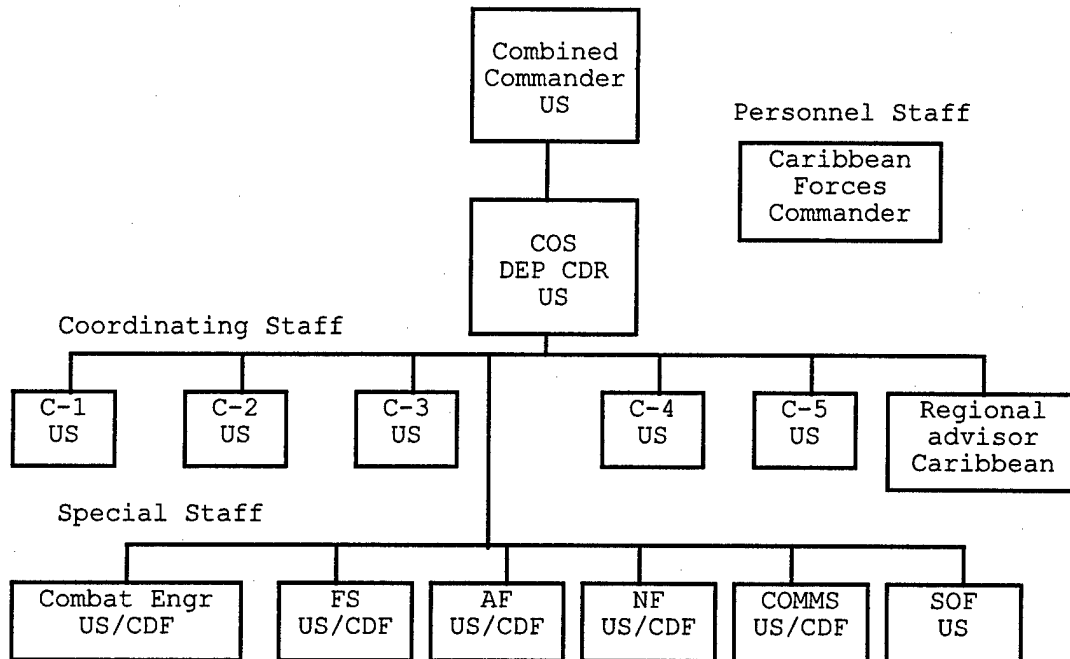 Combined
Commander
US
Personnel Staff
Caribbean
Forces
Commander
COS
DEP CDR
US
Coordinating Staff
C-1
US
C-2
US
C-3
US
C-4
US
C-5
US
Regional
advisor
Caribbean
Special Staff
Combat Engr
US/CDF
FS
US/CDF
AF
US/CDF
NF
US/CDF
COMMS
US/CDF
SOF
US